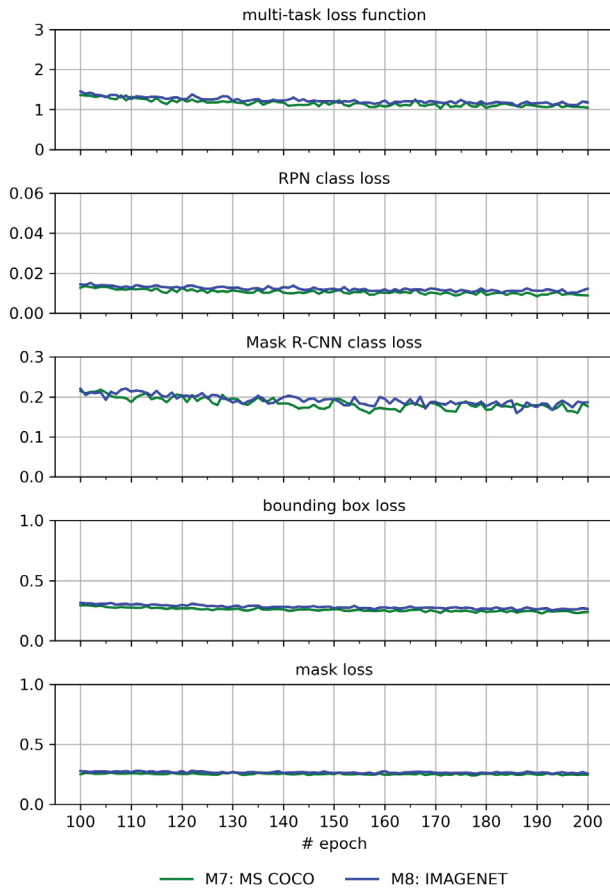 multi-task loss function
3
2
1
0
RPN class loss
0.06
0.04
0.02
0.00
Mask R-CNN class loss
0.3
0.2
0.1
0.0
bounding box loss
1.0
0.5
0.0
mask loss
1.0
0.5
0.0
100 110 120 130 140 150 160 170 180 190 200
# epoch
M7: MS COCO M8: IMAGENET